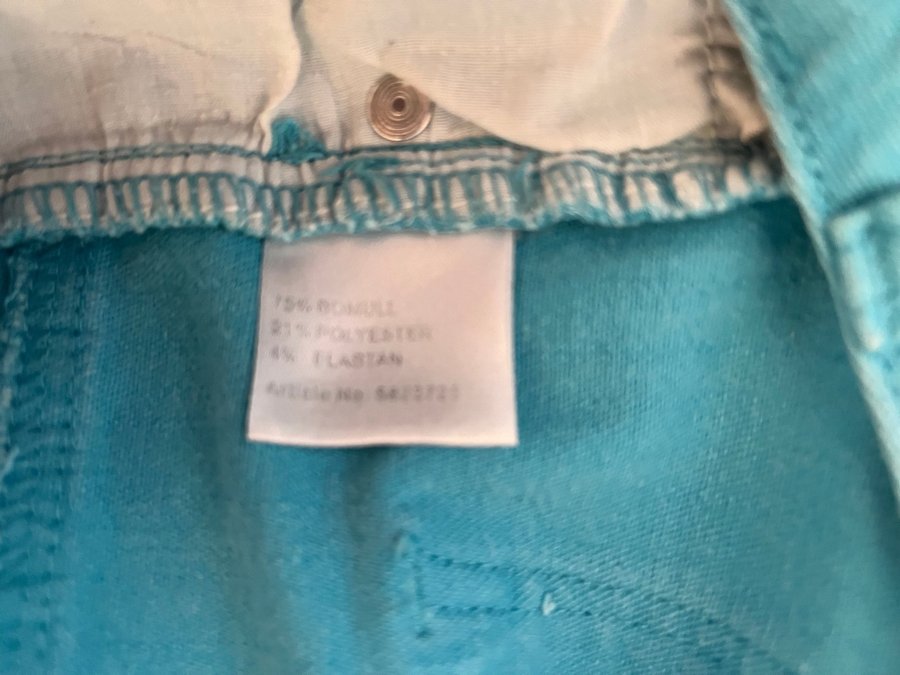 75% BOMULL
21% POLYESTER
4% ELASTAN
Article No.